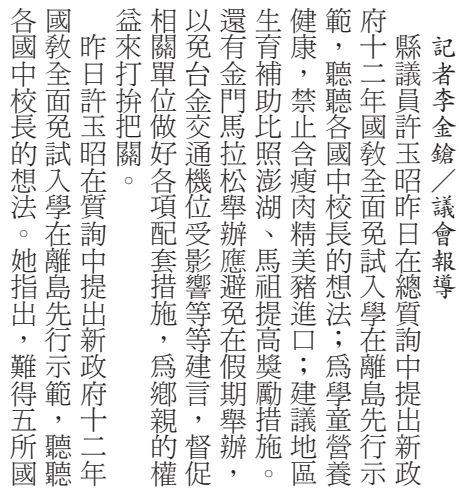 記者李金鎗／議會報導
縣議員許玉昭昨日在總質詢中提出新政
府十二年國教全面免試入學在離島先行示
範，聽聽各國中校長的想法；為學童營養
健康，禁止含瘦肉精美豬進口；建議地區
生育補助比照澎湖、馬祖提高獎勵措施。
還有金門馬拉松舉辦應避免在假期舉辦，
以免台金交通機位受影響等等建言，督促
相關單位做好各項配套措施，為鄉親的權
益來打拚把關。
昨日許玉昭在質詢中提出新政府十二年
國教全面免試入學在離島先行示範，聽聽
各國中校長的想法。她指出，難得五所國